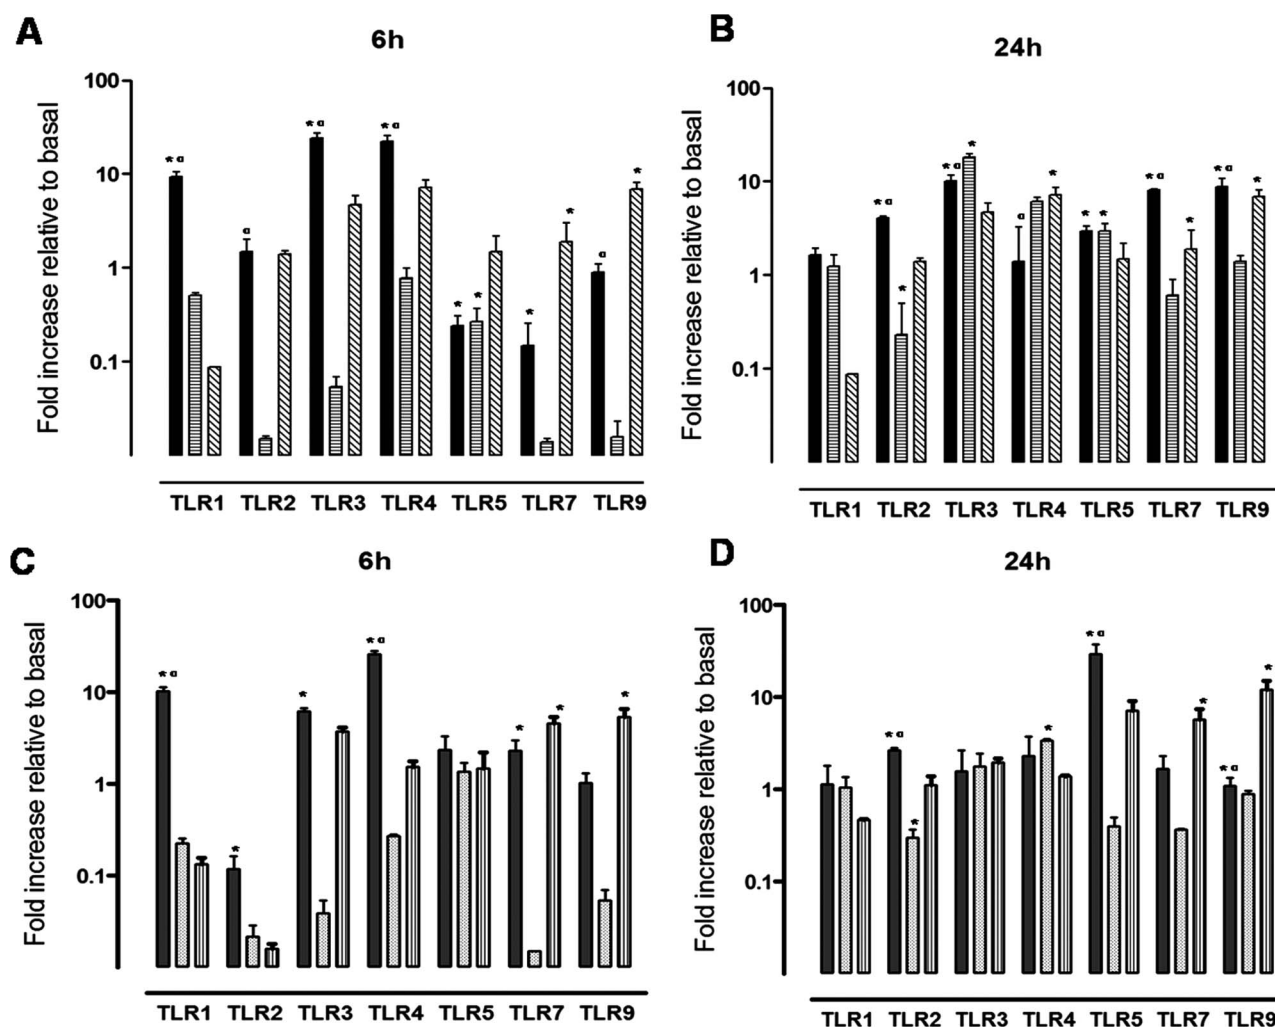 A
6h
Fold increase relative to basal
100
10
1
0.1
* a
a
* a
* a
*
*
*
*
a
*
TLR1 TLR2 TLR3 TLR4 TLR5 TLR7 TLR9
B
24h
Fold increase relative to basal
100
10
1
0.1
* a
*
* a
*
a
*
*
*
* a
*
* a
*
TLR1 TLR2 TLR3 TLR4 TLR5 TLR7 TLR9
C
6h
Fold increase relative to basal
100
10
1
0.1
* a
*
*
* a
*
*
*
TLR1 TLR2 TLR3 TLR4 TLR5 TLR7 TLR9
D
24h
Fold increase relative to basal
100
10
1
0.1
* a
*
*
* a
*
* a
*
TLR1 TLR2 TLR3 TLR4 TLR5 TLR7 TLR9